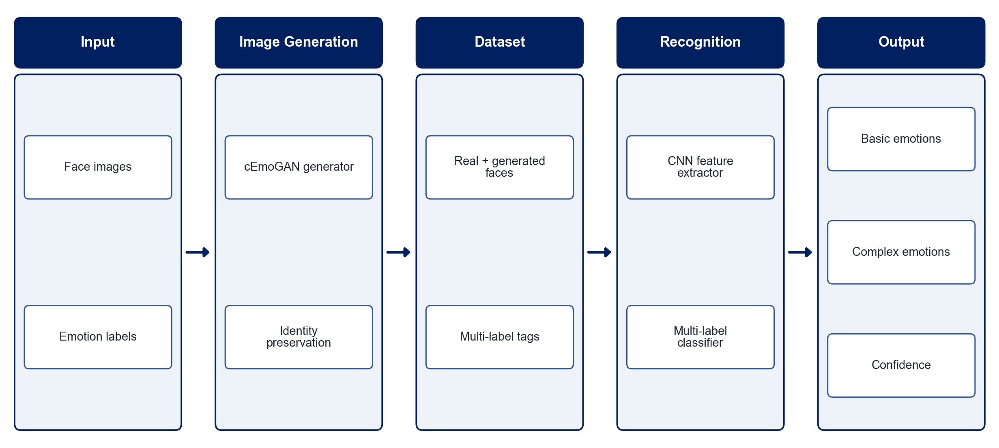 Input
Face images
Emotion labels
Image Generation
cEmoGAN generator
Identity
preservation
Dataset
Real + generated
faces
Multi-label tags
Recognition
CNN feature
extractor
Multi-label
classifier
Output
Basic emotions
Complex emotions
Confidence